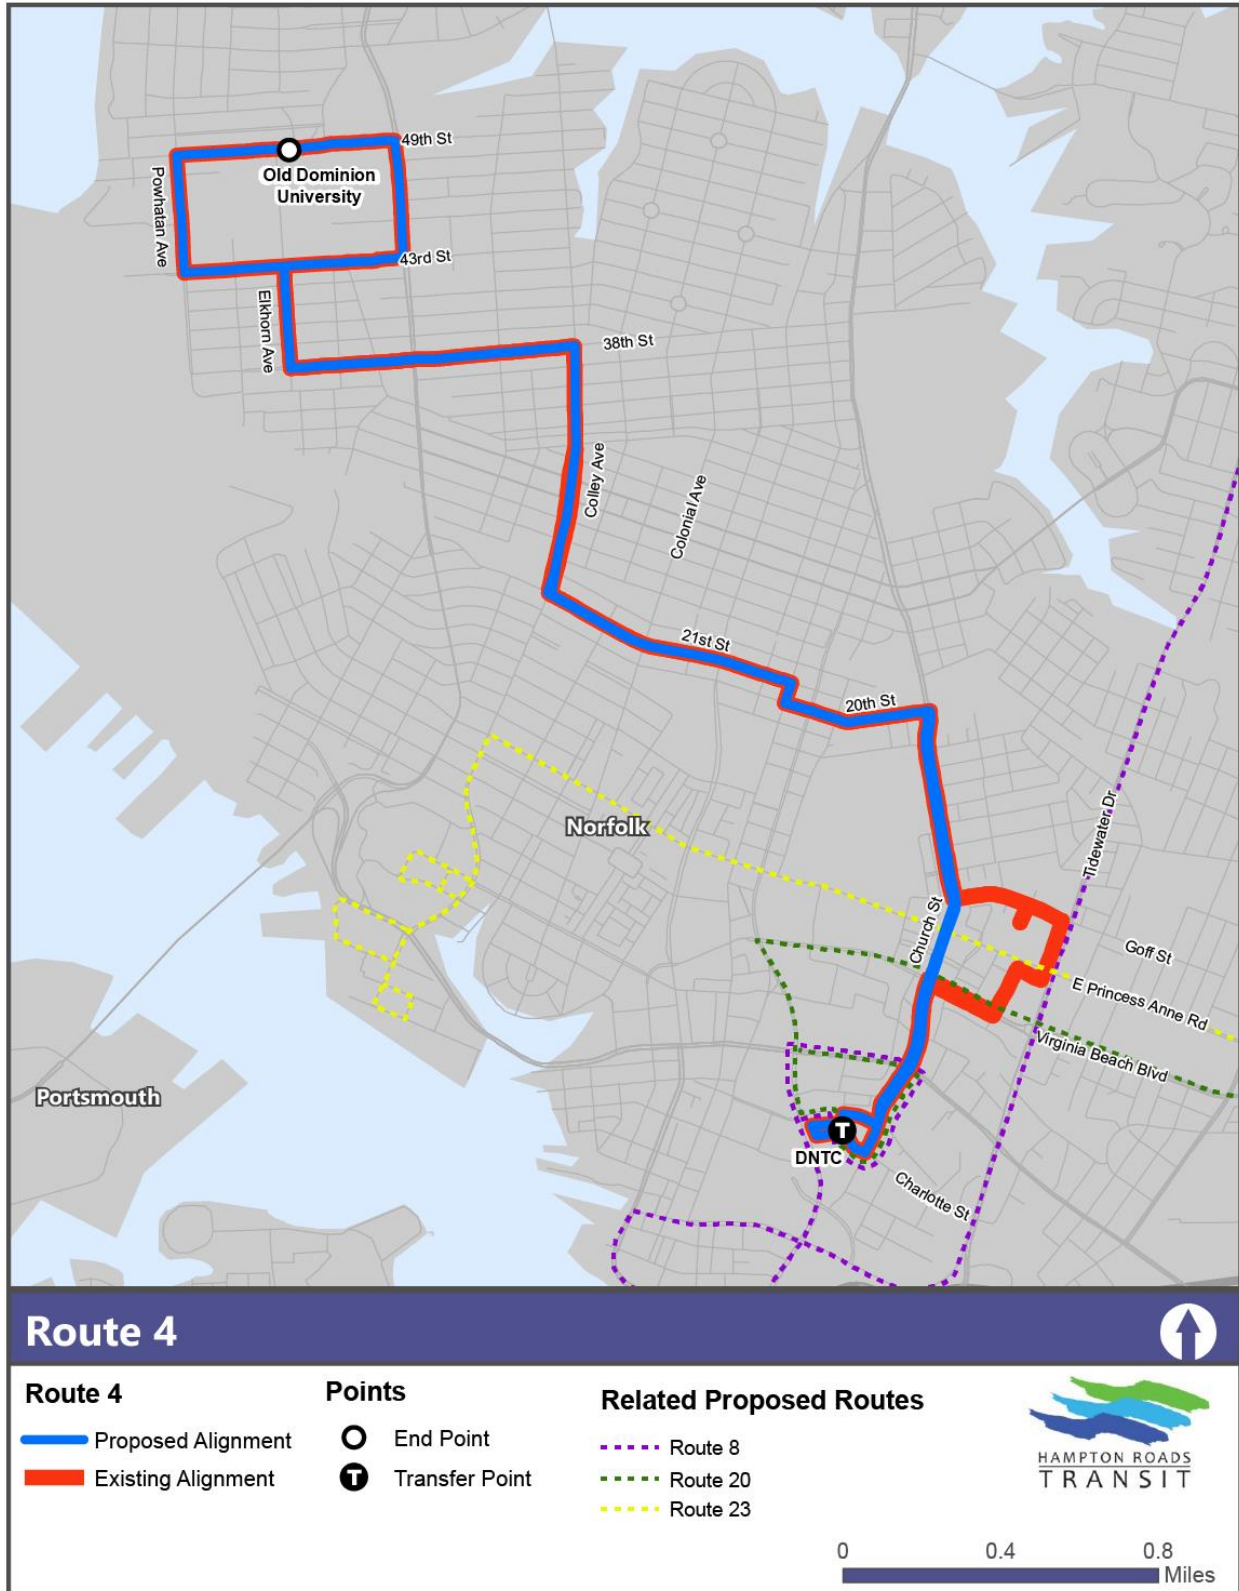 49th St
Old Dominion
University
Powhatan Ave
43rd St
Elkhorn Ave
38th St
Colley Ave
Colonial Ave
21st St
20th St
Norfolk
Tidewater Dr
Church St
Goff St
E Princess Anne Rd
Virginia Beach Blvd
Portsmouth
T
DNTC
Charlotte St
Route 4
Route 4
Proposed Alignment
Existing Alignment
Points
End Point
T Transfer Point
Related Proposed Routes
Route 8
Route 20
Route 23
HAMPTON ROADS
TRANSIT
0 0.4 0.8
Miles